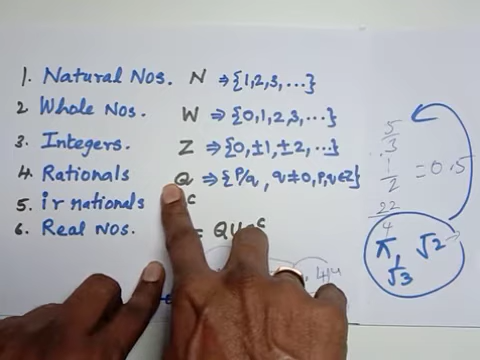 1. Natural Nos. N ⇒ {1,2,3, ...}
2 Whole Nos. W ⇒ {0,1,2,3, ...}
3. Integers. Z ⇒ {0, ±1, ±2, ...}
4. Rationals Q ⇒ {P/q, q≠0, p,q∈Z}
5. irrationals c
6. Real Nos. = QUQᶜ
5/3
1/2 = 0.5
22/4
π, √2
√3